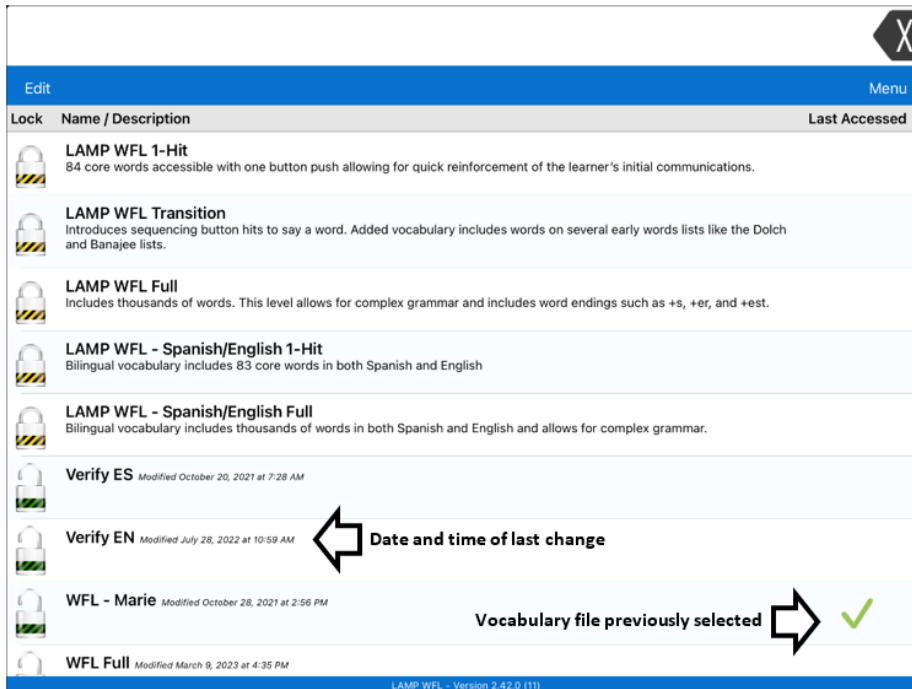 X
Edit
Menu
Lock
Name / Description
Last Accessed
LAMP WFL 1-Hit
84 core words accessible with one button push allowing for quick reinforcement of the learner's initial communications.
LAMP WFL Transition
Introduces sequencing button hits to say a word. Added vocabulary includes words on several early words lists like the Dolch
and Banajee lists.
LAMP WFL Full
Includes thousands of words. This level allows for complex grammar and includes word endings such as +s, +er, and +est.
LAMP WFL - Spanish/English 1-Hit
Bilingual vocabulary includes 83 core words in both Spanish and English
LAMP WFL - Spanish/English Full
Bilingual vocabulary includes thousands of words in both Spanish and English and allows for complex grammar.
Verify ES Modified October 20, 2021 at 7:28 AM
Verify EN Modified July 28, 2022 at 10:59 AM
Date and time of last change
WFL - Marie Modified October 28, 2021 at 2:56 PM
Vocabulary file previously selected
WFL Full Modified March 9, 2023 at 4:35 PM
LAMP WFL - Version 2.42.0 (11)